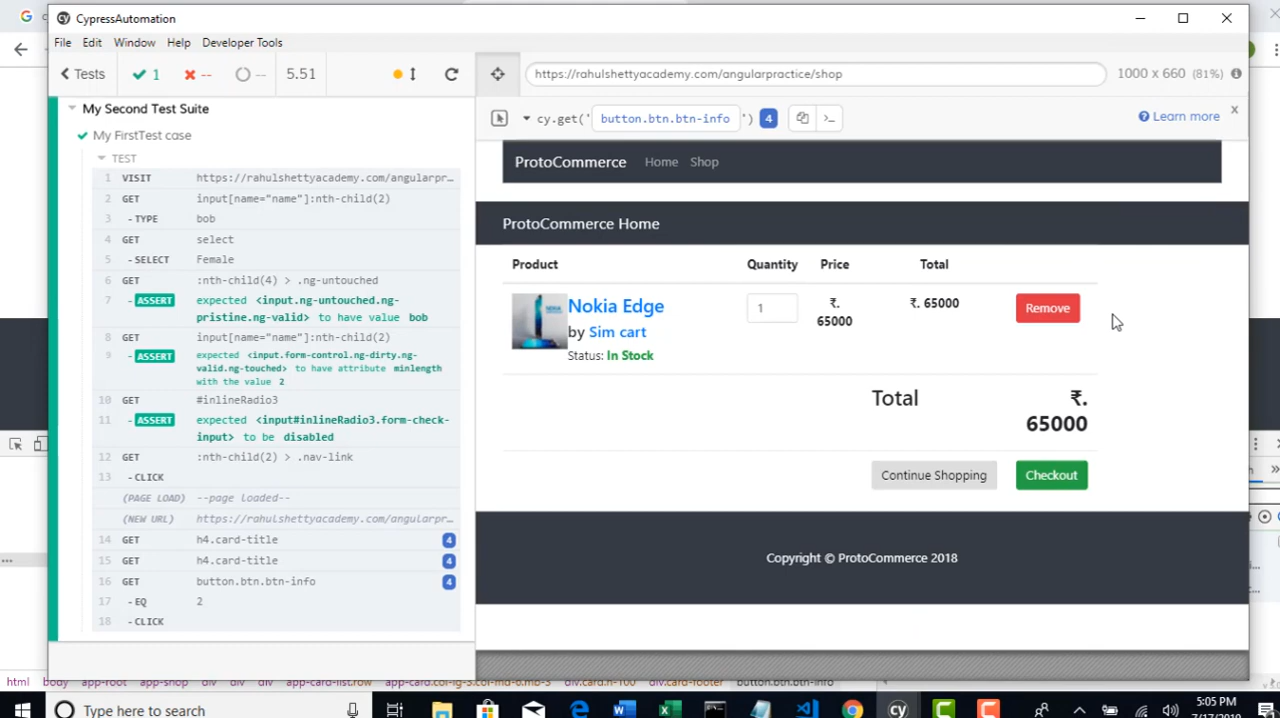 CypressAutomation
File Edit Window Help Developer Tools
Tests 1 -- -- 5.51
https://rahulshettyacademy.com/angularpractice/shop
1000 x 660 (81%)
cy.get('button.btn.btn-info') 4
Learn more
My Second Test Suite
My FirstTest case
TEST
1 VISIT https://rahulshettyacademy.com/angularpr…
2 GET input[name="name"]:nth-child(2)
3 -TYPE bob
4 GET select
5 -SELECT Female
6 GET :nth-child(4) > .ng-untouched
7 -ASSERT expected <input.ng-untouched.ng-
pristine.ng-valid> to have value bob
8 GET input[name="name"]:nth-child(2)
9 -ASSERT expected <input.form-control.ng-dirty.ng-
valid.ng-touched> to have attribute minlength
with the value 2
10 GET #inlineRadio3
11 -ASSERT expected <input#inlineRadio3.form-check-
input> to be disabled
12 GET :nth-child(2) > .nav-link
13 -CLICK
(PAGE LOAD) --page loaded--
(NEW URL) https://rahulshettyacademy.com/angularpr…
14 GET h4.card-title 4
15 GET h4.card-title 4
16 GET button.btn.btn-info 4
17 -EQ 2
18 -CLICK
ProtoCommerce Home Shop
ProtoCommerce Home
Product Quantity Price Total
Nokia Edge
by Sim cart
Status: In Stock
1
₹.
65000
₹. 65000
Remove
Total
₹.
65000
Continue Shopping Checkout
Copyright © ProtoCommerce 2018
html body app-root app-shop div div div app-card-list.row app-card.col-lg-3.col-md-6.mb-3 div.card.h-100 div.card-footer button.btn.btn-info
Type here to search
5:05 PM